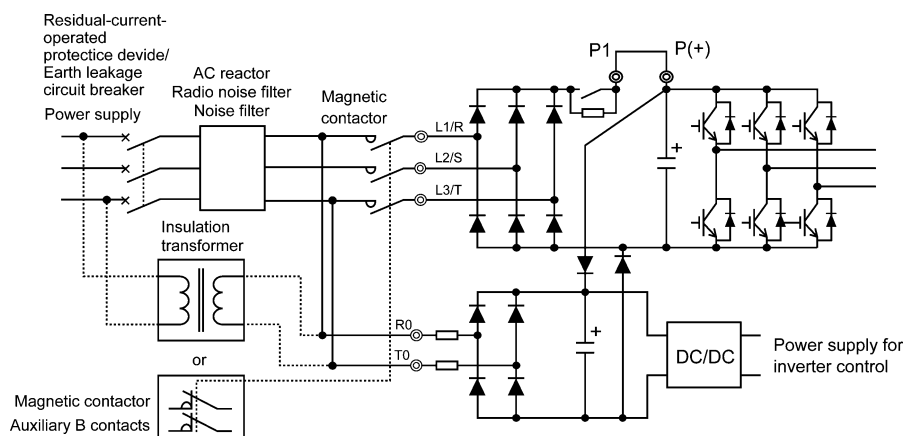 Residual-current-
operated
protectice devide/
Earth leakage
circuit breaker
Power supply
AC reactor
Radio noise filter
Noise filter
Magnetic
contactor
P1
P(+)
L1/R
L2/S
L3/T
Insulation
transformer
R0
T0
or
DC/DC
Power supply for
inverter control
Magnetic contactor
Auxiliary B contacts